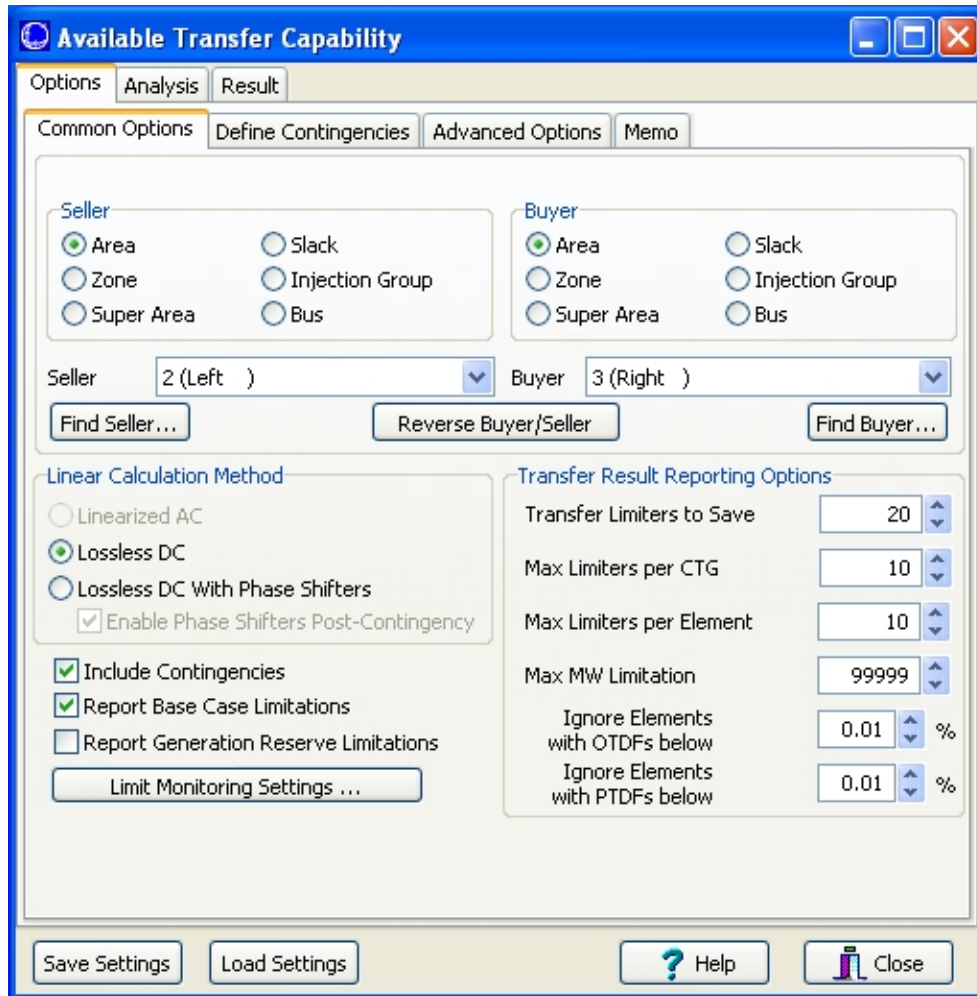 Available Transfer Capability
Options Analysis Result
Common Options Define Contingencies Advanced Options Memo
Seller
Area Slack
Zone Injection Group
Super Area Bus
Buyer
Area Slack
Zone Injection Group
Super Area Bus
Seller 2 (Left ) Buyer 3 (Right )
Find Seller... Reverse Buyer/Seller Find Buyer...
Linear Calculation Method
Linearized AC
Lossless DC
Lossless DC With Phase Shifters
Enable Phase Shifters Post-Contingency
Include Contingencies
Report Base Case Limitations
Report Generation Reserve Limitations
Limit Monitoring Settings ...
Transfer Result Reporting Options
Transfer Limiters to Save 20
Max Limiters per CTG 10
Max Limiters per Element 10
Max MW Limitation 99999
Ignore Elements
with OTDFs below 0.01 %
Ignore Elements
with PTDFs below 0.01 %
Save Settings Load Settings ? Help Close